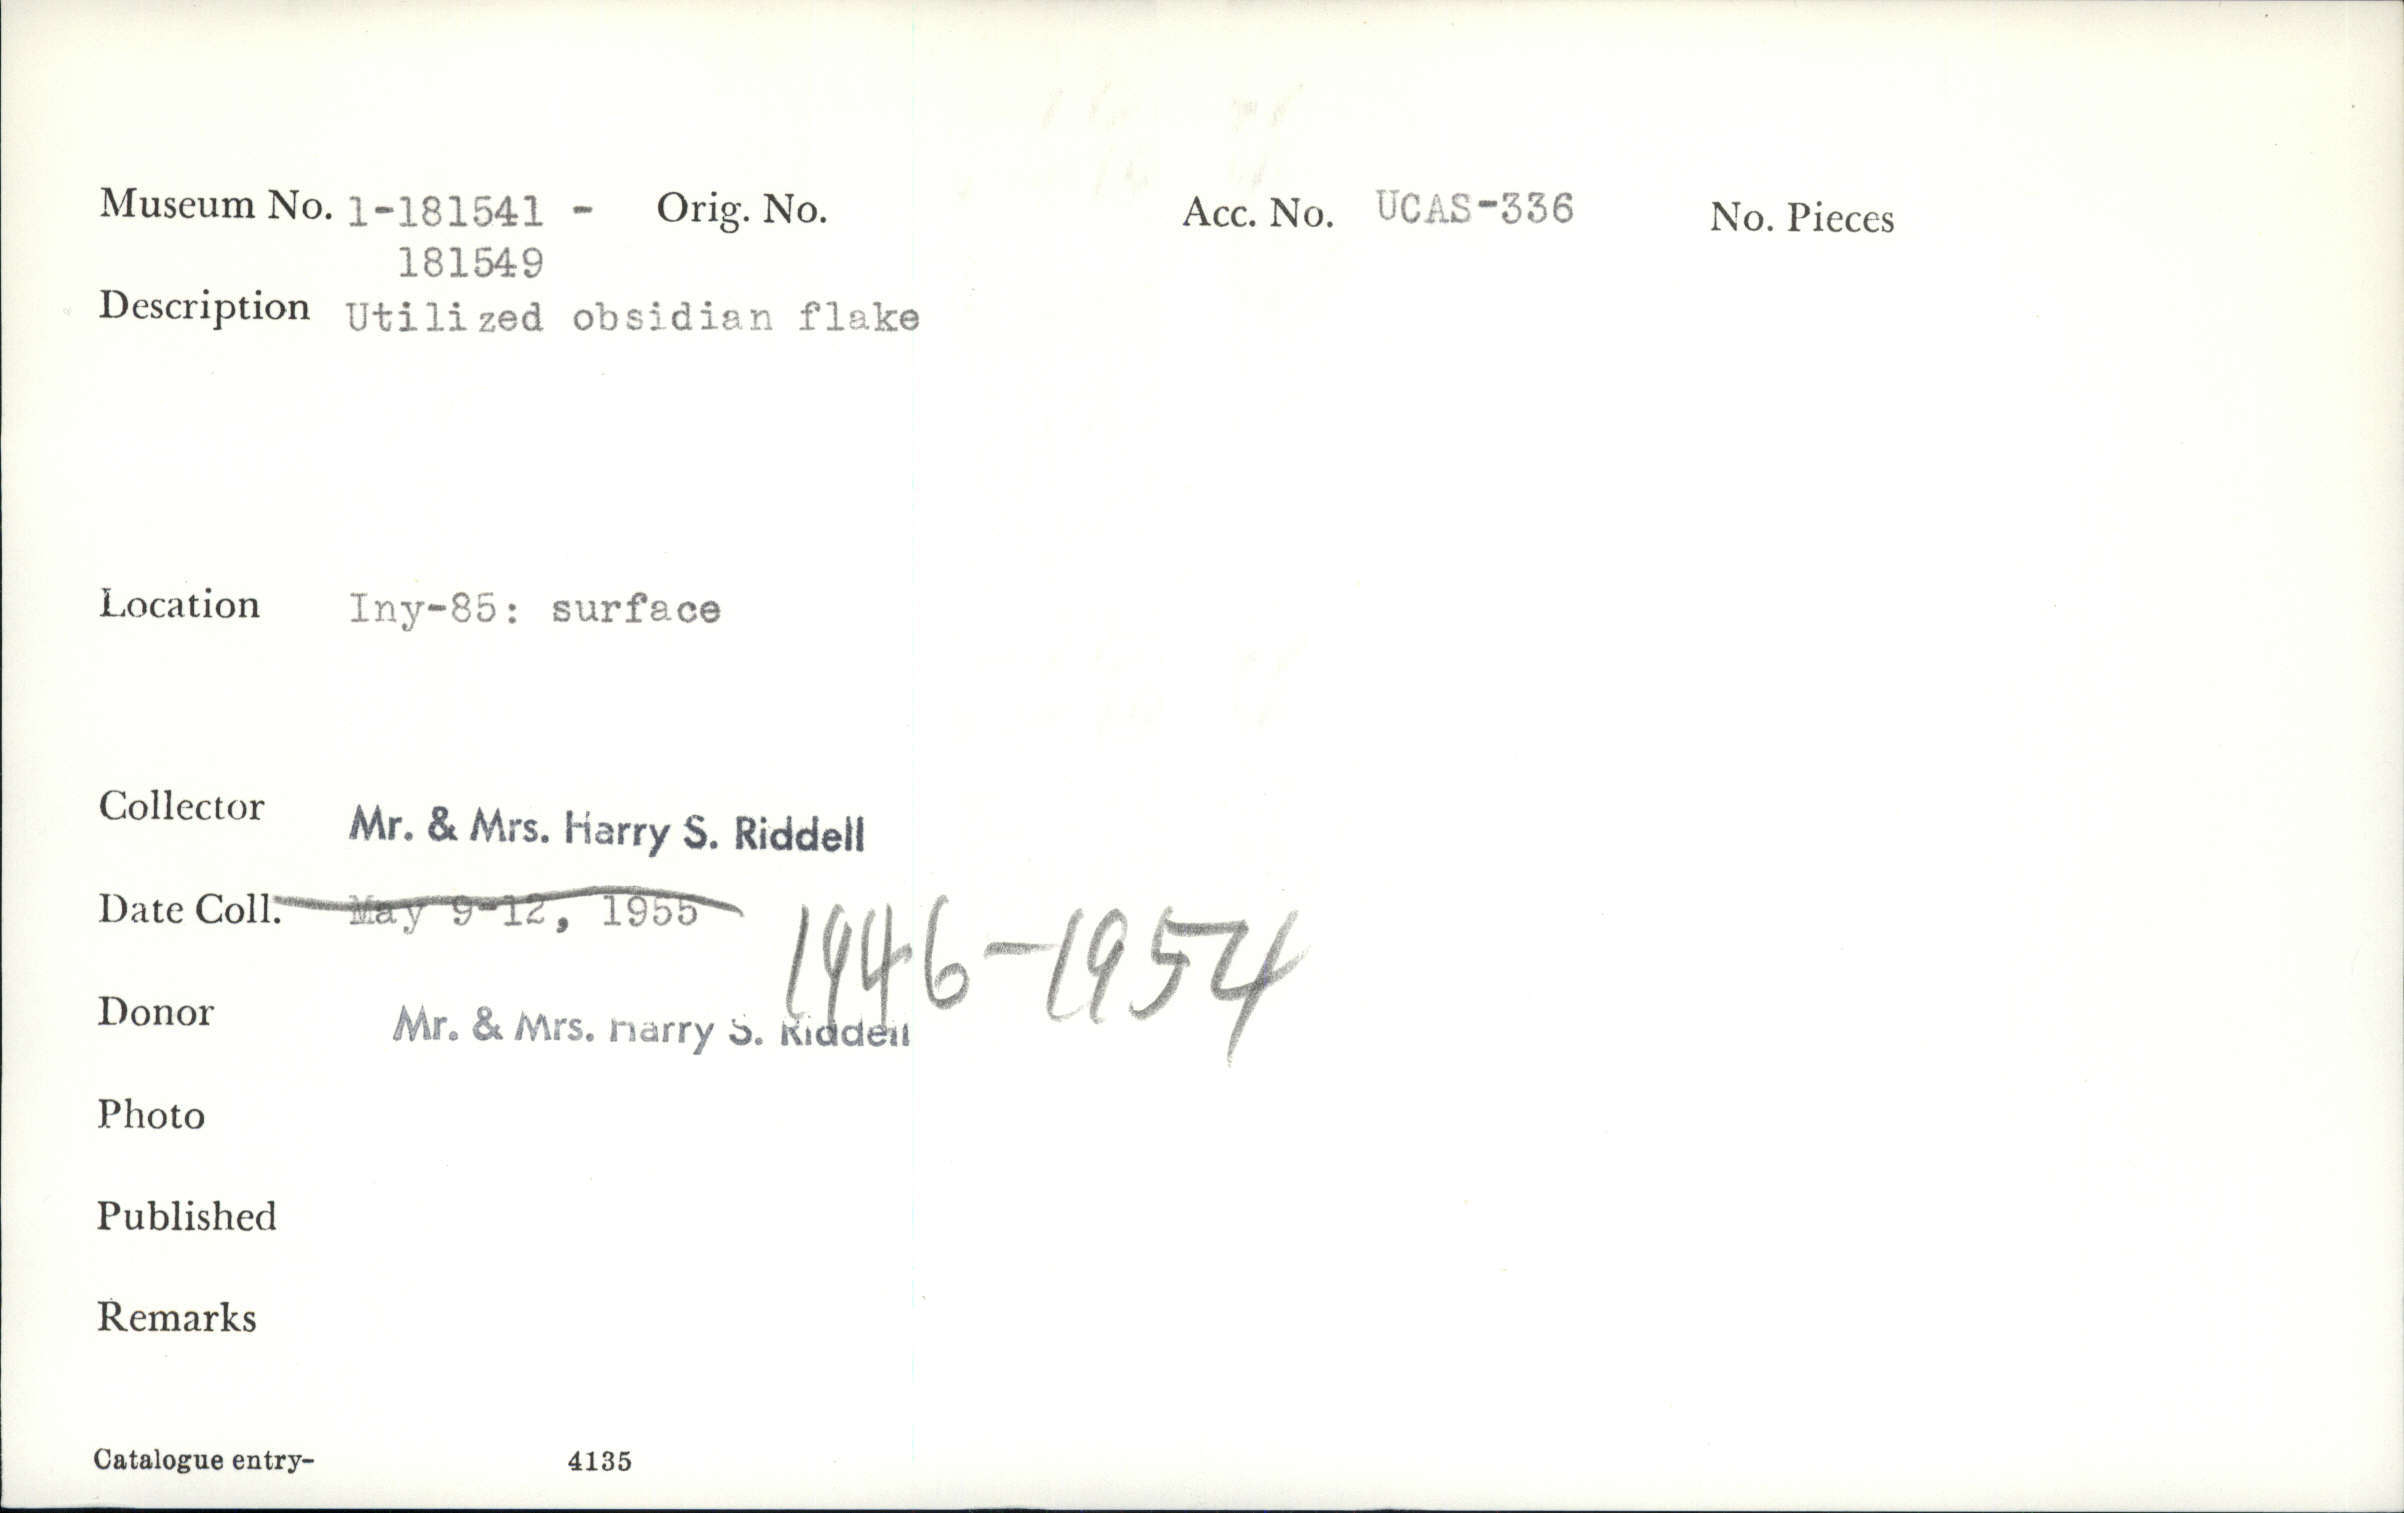 Museum No. 1-181541 - Orig. No. Acc. No. UCAS-336 No. Pieces
181549
Description Utilized obsidian flake
Location Iny-85: surface
Collector Mr. & Mrs. Harry S. Riddell
Date Coll. May 9-12, 1955 1946-1954
Donor Mr. & Mrs. Harry S. Riddell
Photo
Published
Remarks
Catalogue entry- 4135